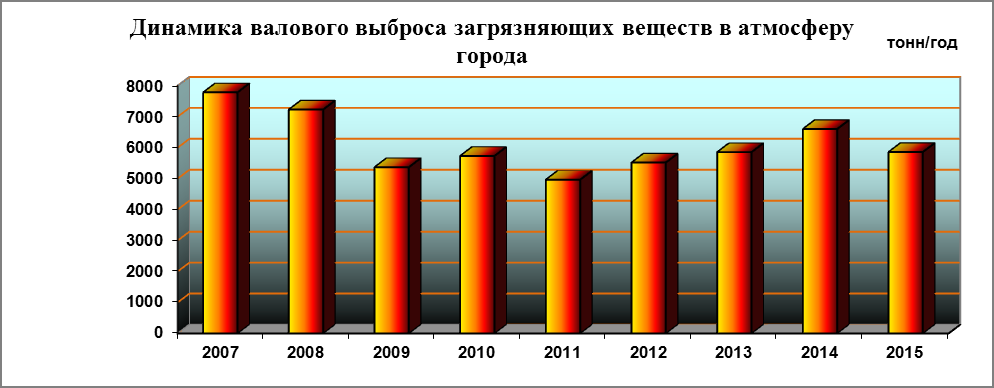 Динамика валового выброса загрязняющих веществ в атмосферу
города
тонн/год
8000
7000
6000
5000
4000
3000
2000
1000
0
2007 2008 2009 2010 2011 2012 2013 2014 2015